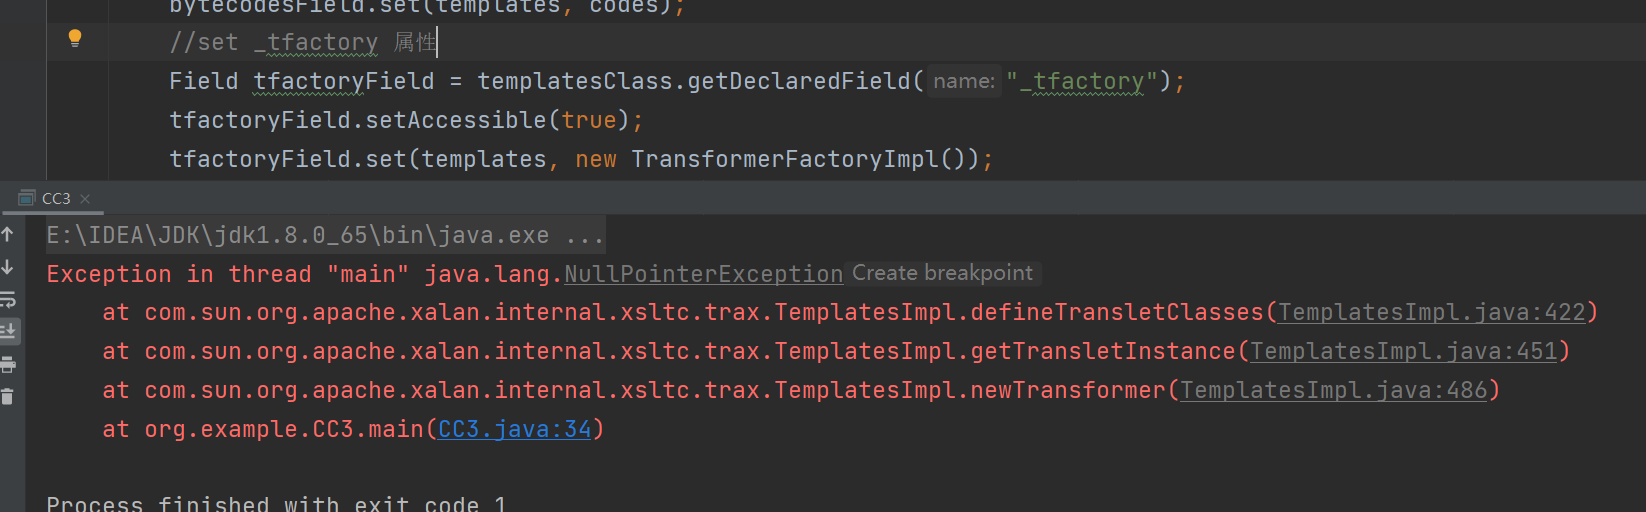 bytecodesField.set(templates, codes);
//set _tfactory 属性
Field tfactoryField = templatesClass.getDeclaredField( name: "_tfactory");
tfactoryField.setAccessible(true);
tfactoryField.set(templates, new TransformerFactoryImpl());
CC3
E:\IDEA\JDK\jdk1.8.0_65\bin\java.exe ...
Exception in thread "main" java.lang.NullPointerException Create breakpoint
at com.sun.org.apache.xalan.internal.xsltc.trax.TemplatesImpl.defineTransletClasses(TemplatesImpl.java:422)
at com.sun.org.apache.xalan.internal.xsltc.trax.TemplatesImpl.getTransletInstance(TemplatesImpl.java:451)
at com.sun.org.apache.xalan.internal.xsltc.trax.TemplatesImpl.newTransformer(TemplatesImpl.java:486)
at org.example.CC3.main(CC3.java:34)
Process finished with exit code 1